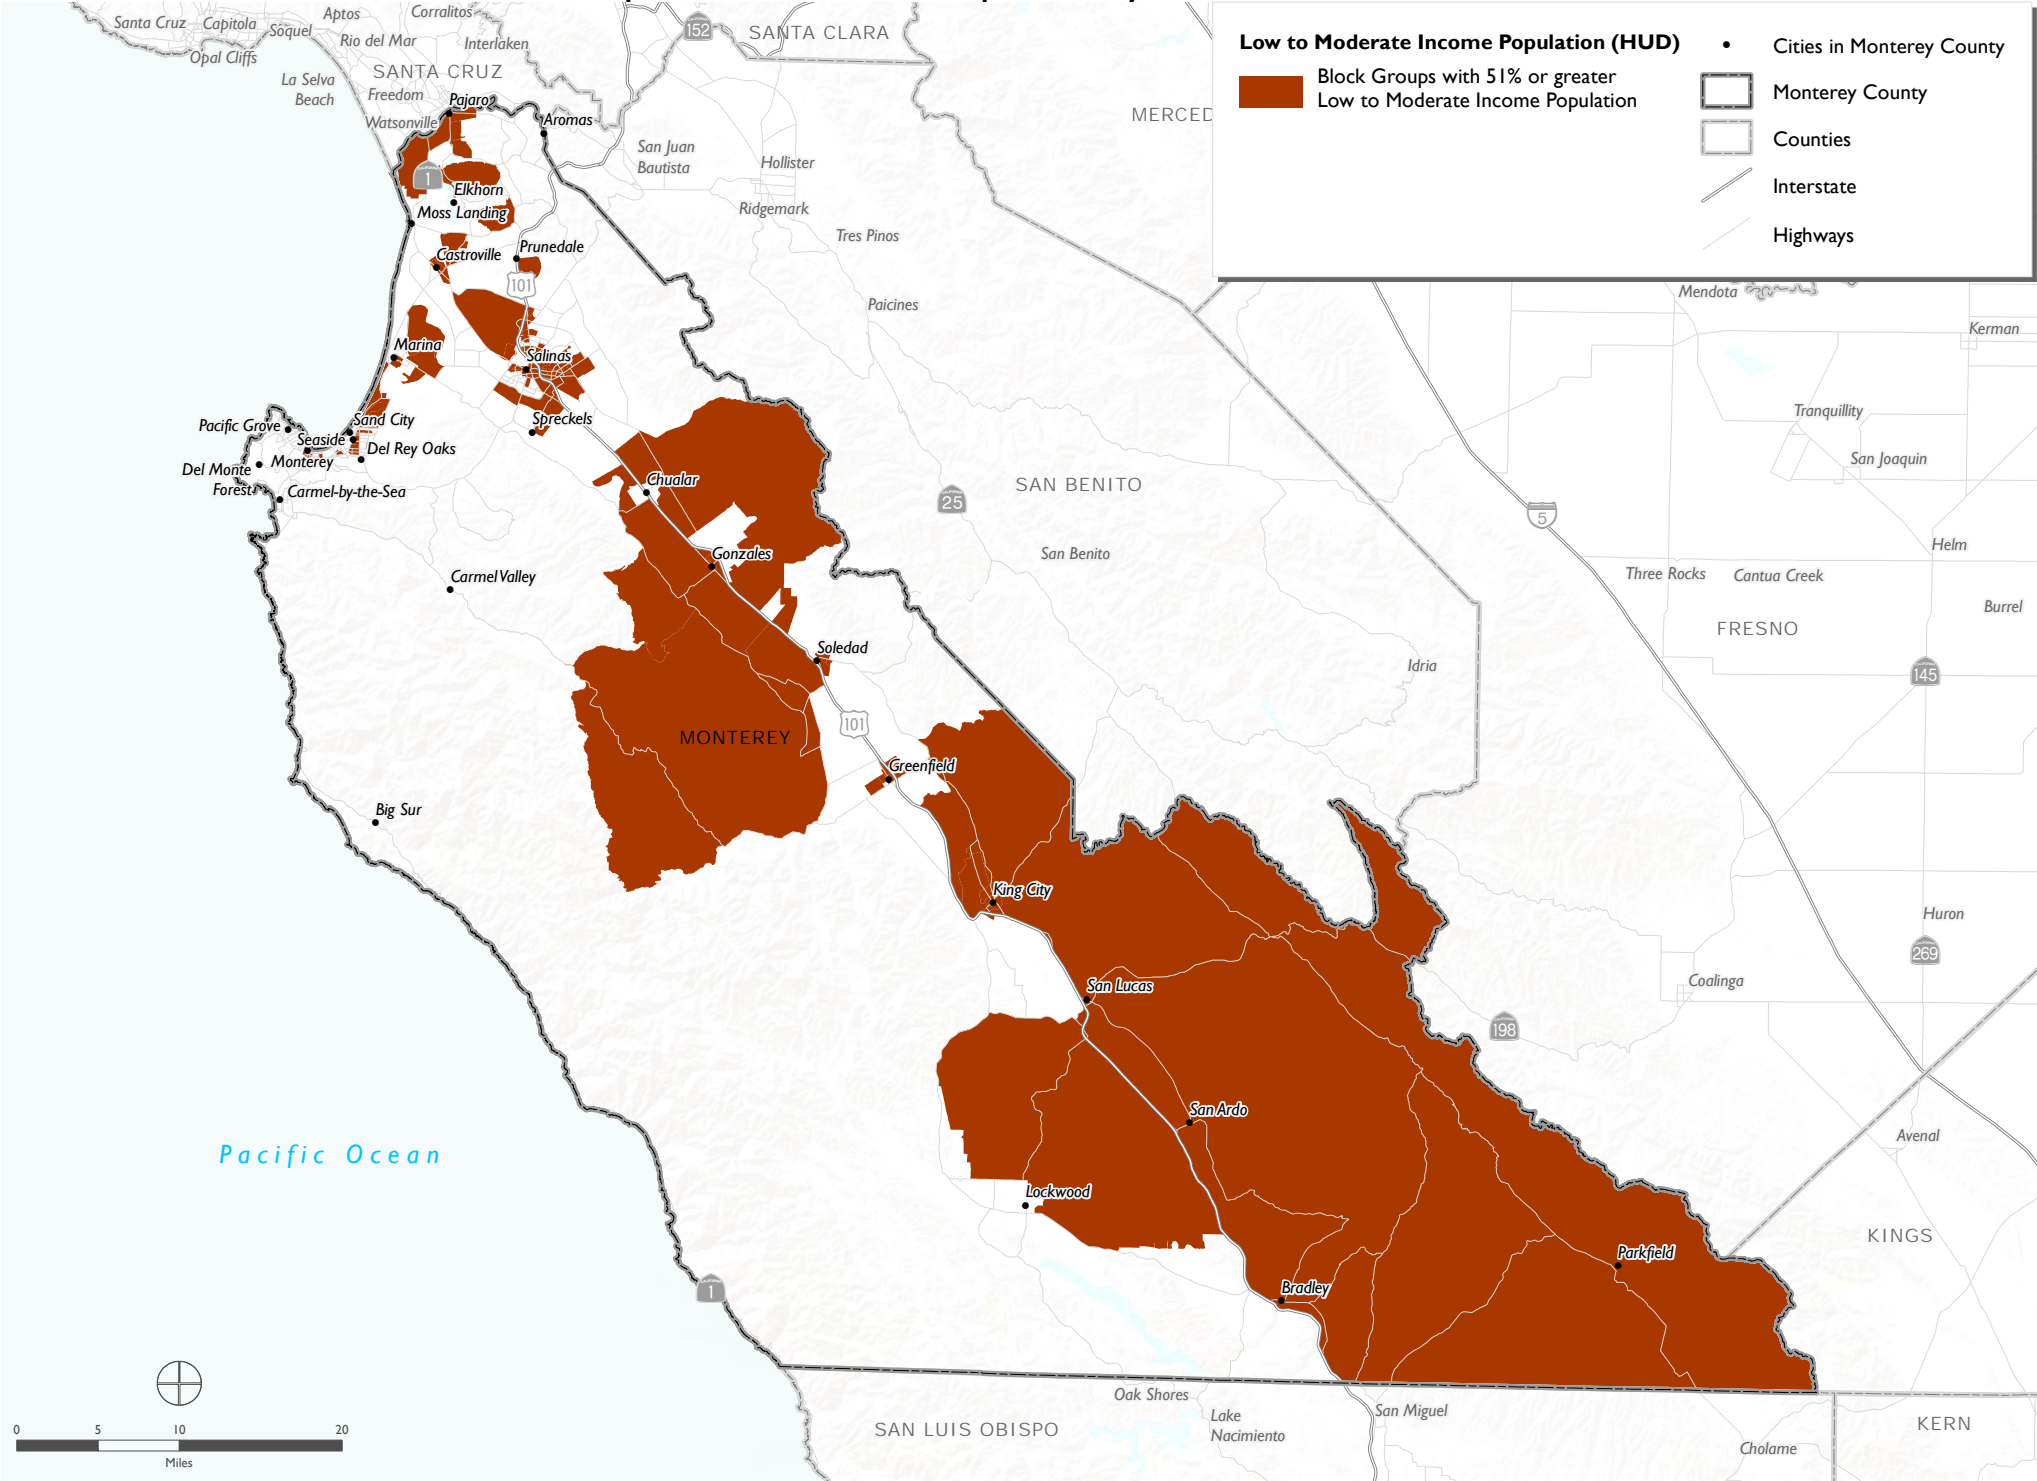 Low to Moderate Income Population (HUD)
Block Groups with 51% or greater
Low to Moderate Income Population
Cities in Monterey County
Monterey County
Counties
Interstate
Highways
Santa Cruz
Capitola
Soquel
Opal Cliffs
Aptos
Rio del Mar
Corralitos
Interlaken
La Selva
Beach
SANTA CRUZ
Freedom
Watsonville
152
SANTA CLARA
MERCED
Pajaro
Aromas
1
Elkhorn
Moss Landing
San Juan
Bautista
Hollister
Ridgemark
Tres Pinos
Paicines
Castroville
Prunedale
101
Marina
Salinas
Spreckels
Pacific Grove
Sand City
Seaside
Del Rey Oaks
Monterey
Del Monte
Forest
Carmel-by-the-Sea
Carmel Valley
Chualar
Gonzales
Soledad
SAN BENITO
25
San Benito
Idria
MONTEREY
101
Greenfield
Big Sur
King City
San Lucas
San Ardo
Lockwood
Bradley
Parkfield
Mendota
Kerman
Tranquillity
San Joaquin
5
Helm
Three Rocks
Cantua Creek
Burrel
FRESNO
145
Huron
269
Coalinga
198
Avenal
KINGS
Pacific Ocean
1
0 5 10 20
Miles
Oak Shores
Lake
Nacimiento
San Miguel
SAN LUIS OBISPO
Cholame
KERN